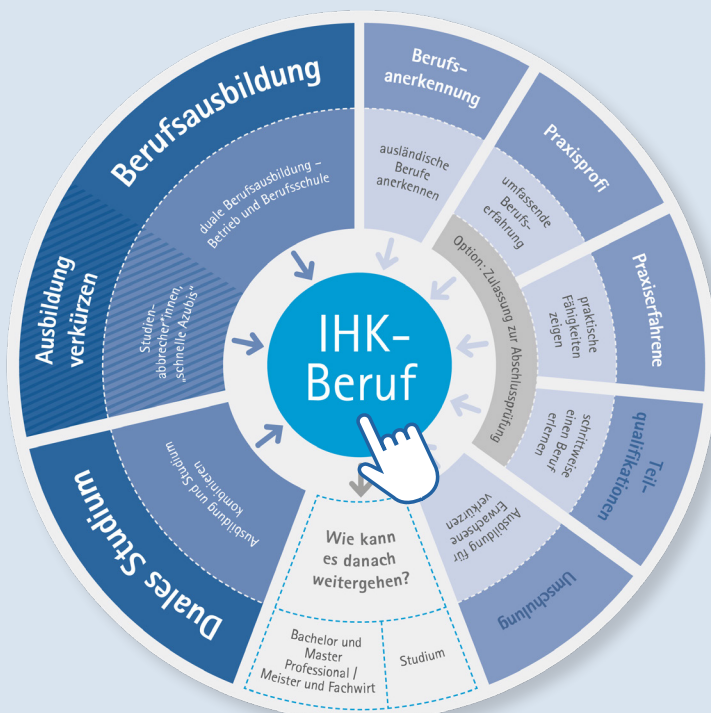 Berufsausbildung
duale Berufsausbildung –
Betrieb und Berufsschule
Berufs-
anerkennung
ausländische
Berufe
anerkennen
Praxisprofi
umfassende
Berufs-
erfahrung
Praxiserfahrene
praktische
Fähigkeiten
zeigen
Option: Zulassung zur Abschlussprüfung
Teil-
qualifikationen
schrittweise
einen Beruf
erlernen
Umschulung
Ausbildung für
Erwachsene
verkürzen
Ausbildung
verkürzen
Studien-
abbrecher*innen,
„schnelle Azubis“
Duales Studium
Ausbildung und Studium
kombinieren
IHK-
Beruf
Wie kann
es danach
weitergehen?
Bachelor und
Master
Professional /
Meister und Fachwirt
Studium